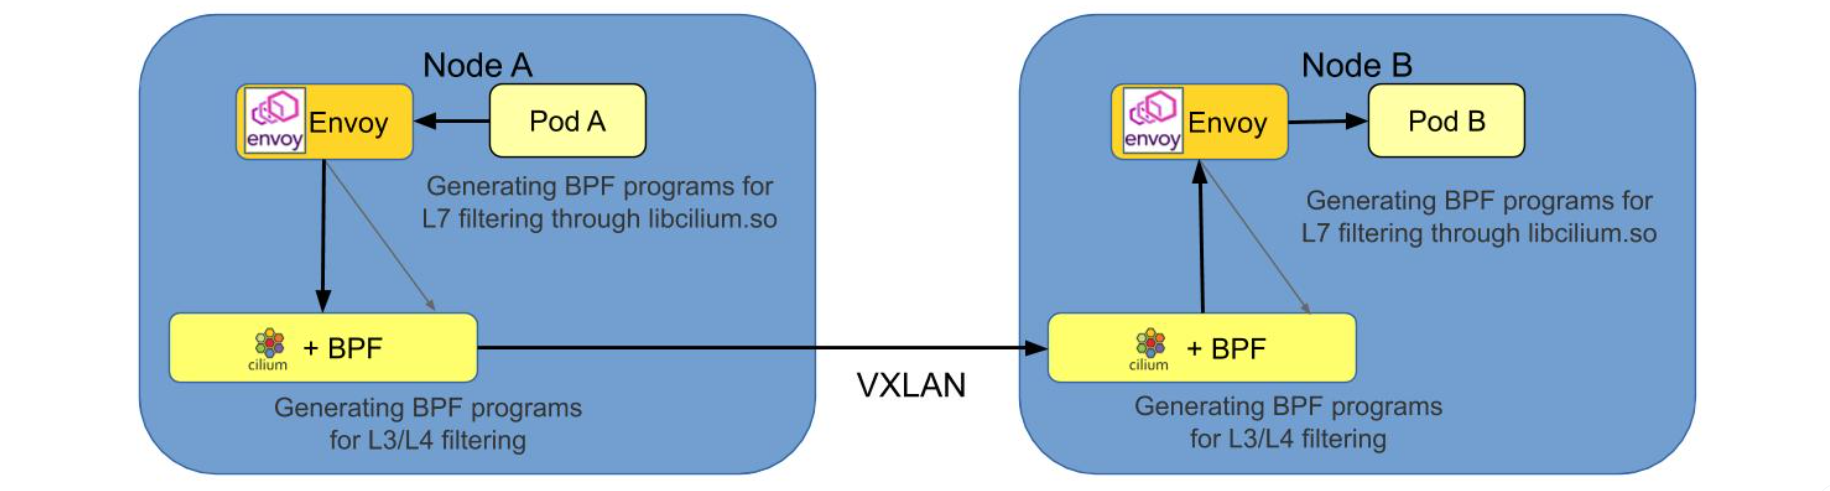 Node A
envoy
Envoy
Pod A
Generating BPF programs for
L7 filtering through libcilium.so
cilium
+ BPF
Generating BPF programs
for L3/L4 filtering
VXLAN
Node B
envoy
Envoy
Pod B
Generating BPF programs for
L7 filtering through libcilium.so
cilium
+ BPF
Generating BPF programs
for L3/L4 filtering